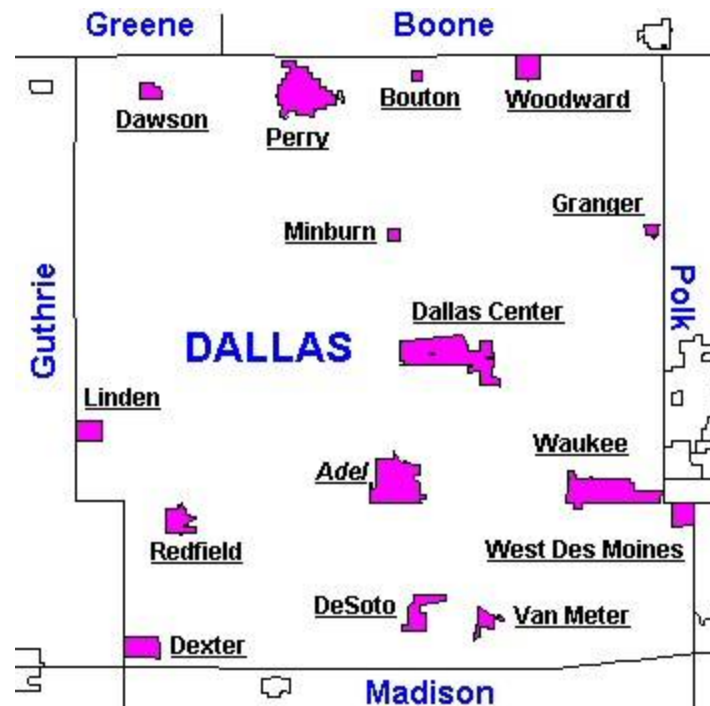 Greene
Boone
Dawson
Perry
Bouton
Woodward
Minburn
Granger
Guthrie
Polk
Dallas Center
DALLAS
Linden
Adel
Waukee
Redfield
West Des Moines
DeSoto
Van Meter
Dexter
Madison